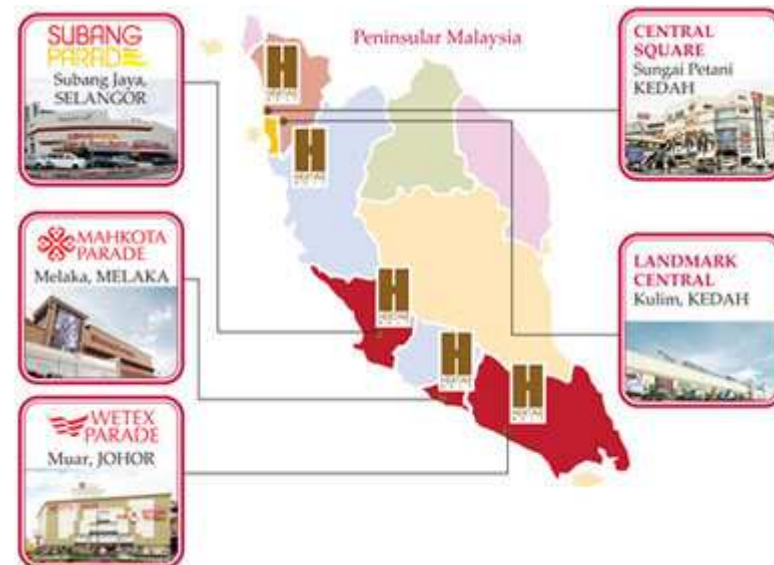 SUBANG
PARADE
Subang Jaya,
SELANGOR
MAHKOTA
PARADE
Melaka, MELAKA
WETEX
PARADE
Muar, JOHOR
Peninsular Malaysia
H
H
H
H
H
CENTRAL
SQUARE
Sungai Petani
KEDAH
LANDMARK
CENTRAL
Kulim, KEDAH